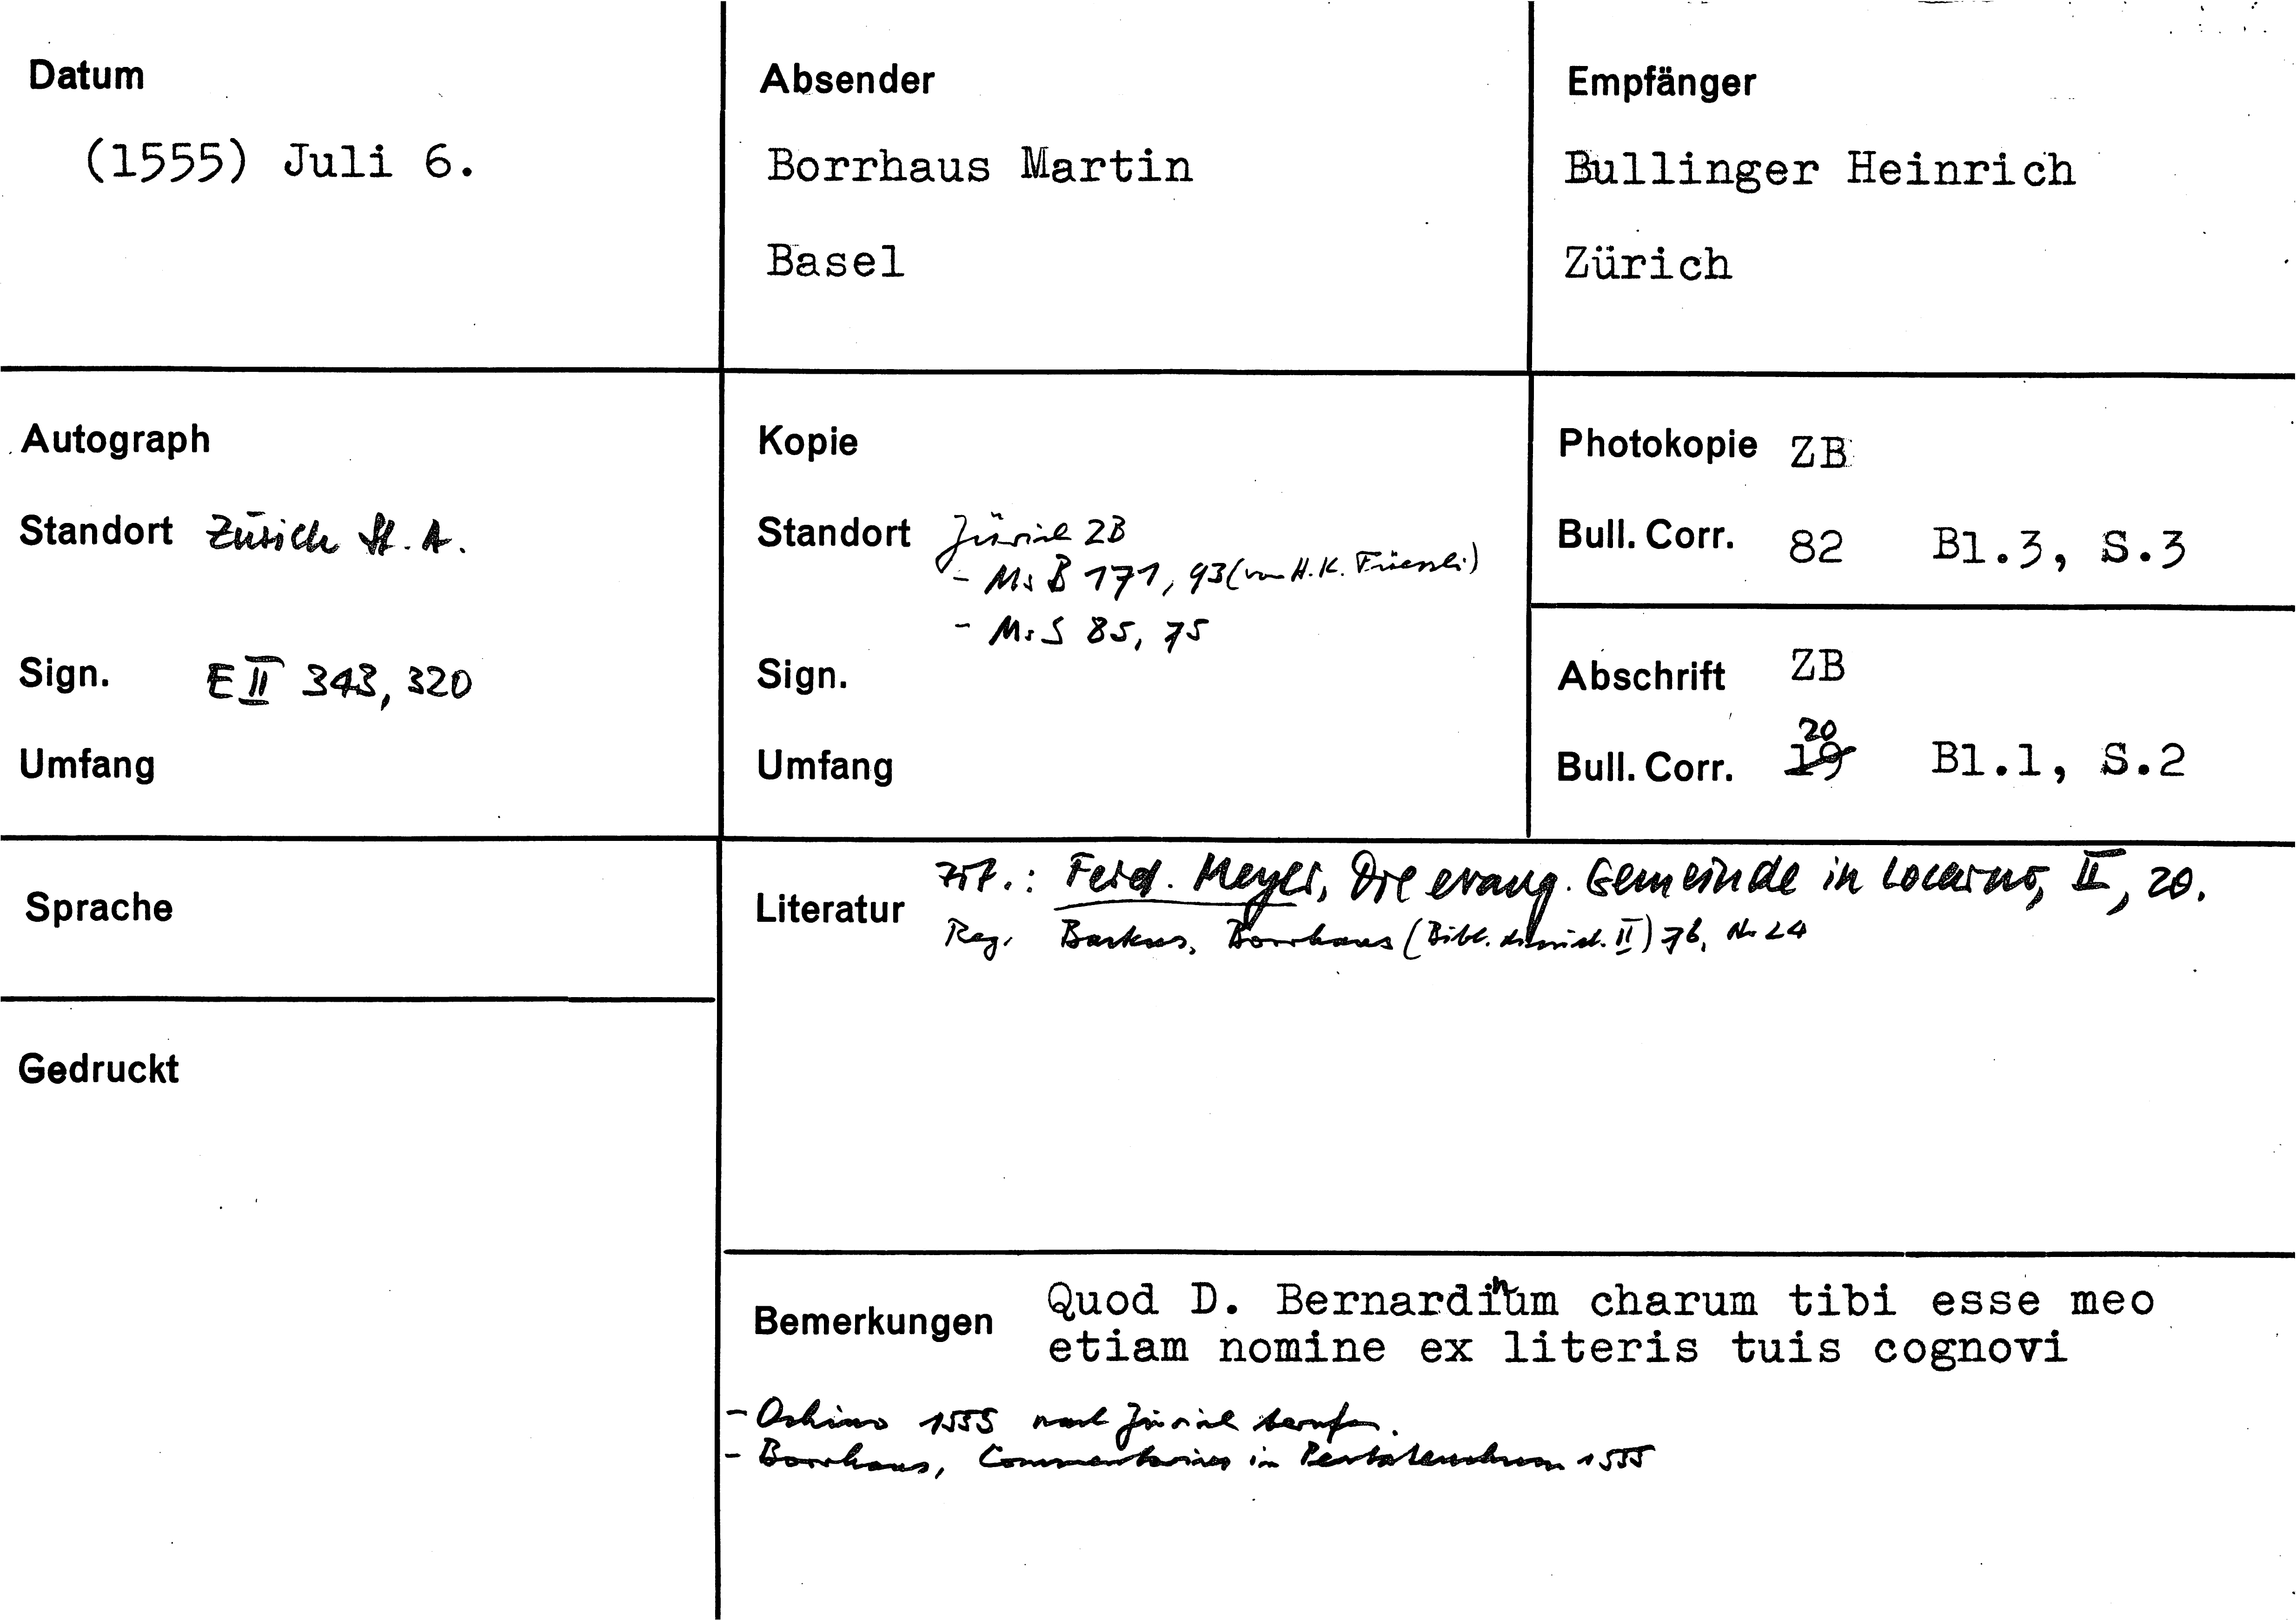 Datum
(1555) Juli 6.
Absender
Borrhaus Martin
Basel
Empfänger
Bullinger Heinrich
Zürich
Autograph
Standort Zürich St. A.
Sign. E II 343, 320
Umfang
Kopie
Standort Zürich ZB
- Ms B 171, 93 (von H. K. Füessli)
- Ms S 85, 75
Sign.
Umfang
Photokopie ZB
Bull. Corr. 82 Bl.3, S.3
Abschrift ZB
20
Bull. Corr. 19 Bl.1, S.2
Sprache
Gedruckt
Literatur zit.: Ferd. Meyer, Die evang. Gemeinde in Locarno, II, 20.
Reg. Backus, Borrhaus (Bibl. dissid. II) 76, Nr 24
Bemerkungen Quod D. Bernardinum charum tibi esse meo
etiam nomine ex literis tuis cognovi
- Ochino 1555 nach Zürich berufen.
- Borrhaus, Commentarius in Pentateuchum 1555